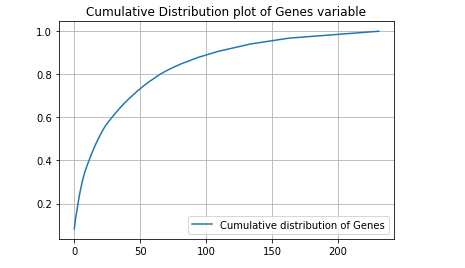 Cumulative Distribution plot of Genes variable
1.0
0.8
0.6
0.4
0.2
Cumulative distribution of Genes
0 50 100 150 200